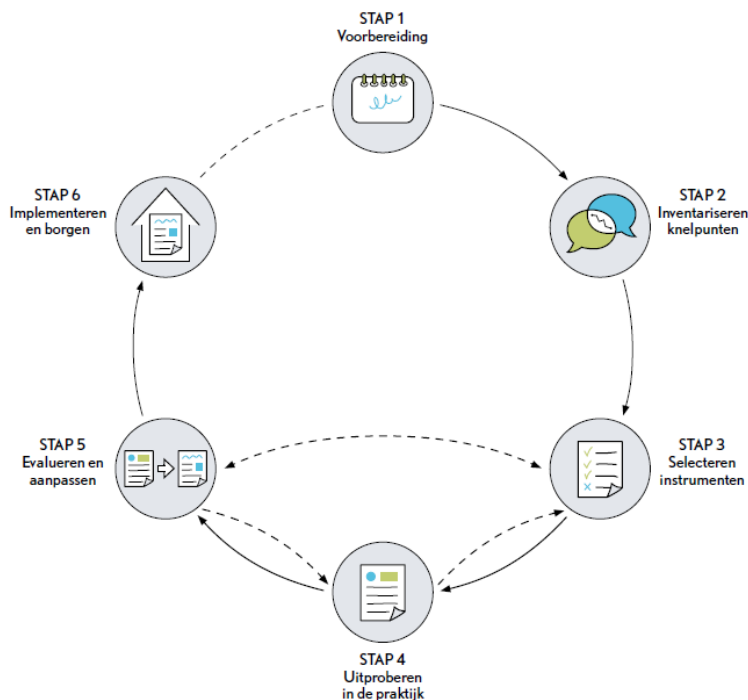 STAP 1
Voorbereiding
STAP 2
Inventariseren
knelpunten
STAP 3
Selecteren
instrumenten
STAP 4
Uitproberen
in de praktijk
STAP 5
Evalueren en
aanpassen
STAP 6
Implementeren
en borgen